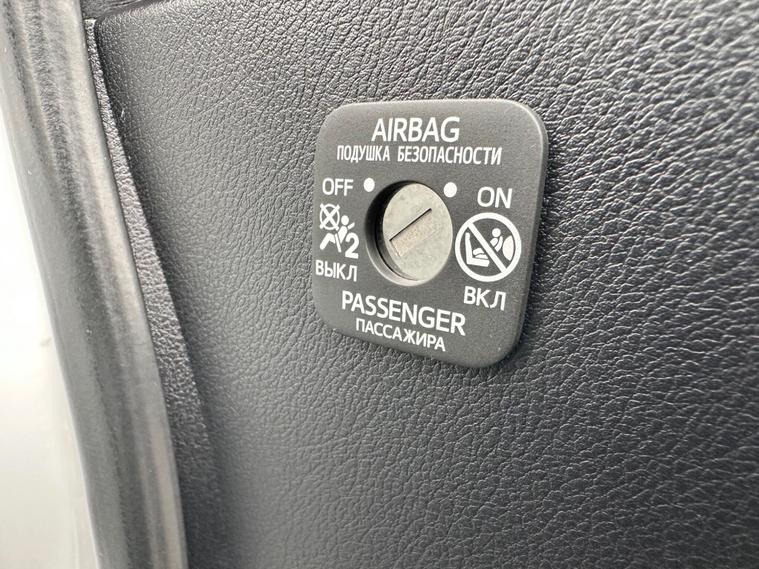 AIRBAG
ПОДУШКА БЕЗОПАСНОСТИ
OFF ON
2
ВЫКЛ ВКЛ
PASSENGER
ПАССАЖИРА